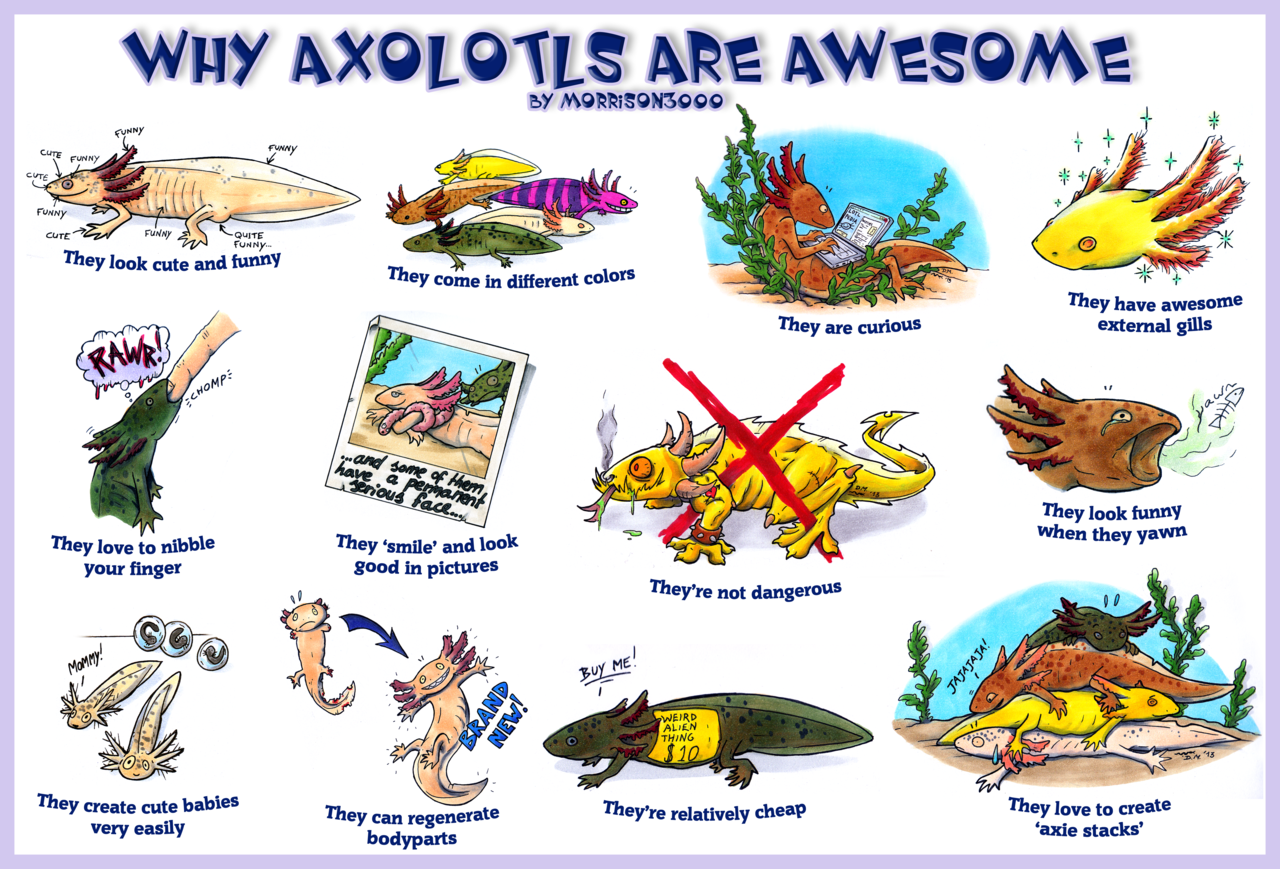 WHY AXOLOTLS ARE AWESOME
BY MORRISON3000
FUNNY
CUTE
FUNNY
FUNNY
CUTE
FUNNY
CUTE
FUNNY
QUITE
FUNNY...
They look cute and funny
They come in different colors
D.M.
'13
They are curious
They have awesome
external gills
RAWR!
CHOMP
They love to nibble
your finger
...and some of them
have a permanent
serious face...
They 'smile' and look
good in pictures
D.M.
'13
They're not dangerous
yawn
They look funny
when they yawn
MOMMY!
They create cute babies
very easily
BRAND
NEW!
They can regenerate
bodyparts
BUY ME!
WEIRD
ALIEN
THING
$10
They're relatively cheap
JAJAJAJA!
D.M. '13
They love to create
'axie stacks'